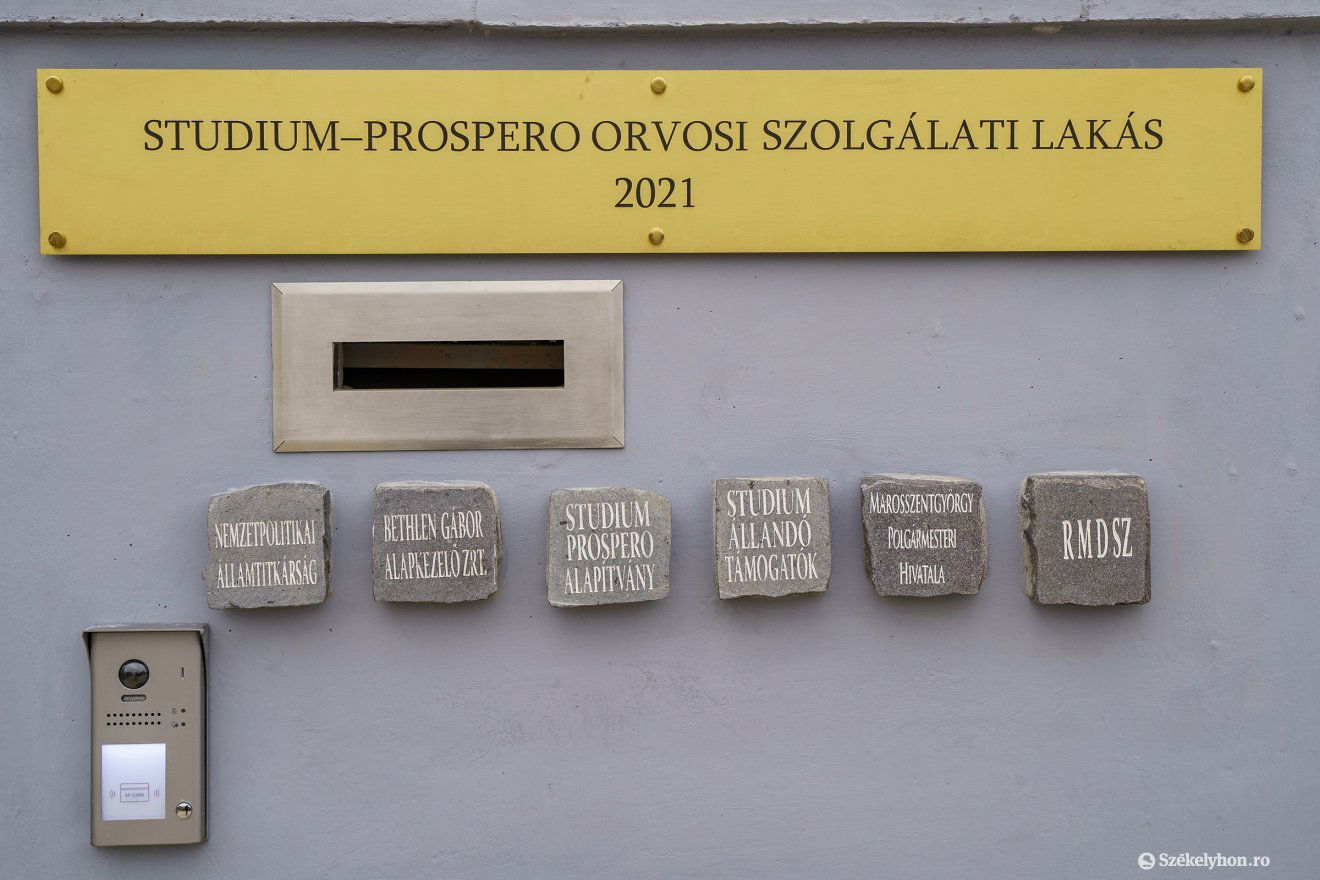 STUDIUM–PROSPERO ORVOSI SZOLGÁLATI LAKÁS
2021
NEMZETPOLITIKAI
ÁLLAMTITKÁRSÁG
BETHLEN GÁBOR
ALAPKEZELŐ ZRT.
STUDIUM
PROSPERO
ALAPÍTVÁNY
STUDIUM
ÁLLANDÓ
TÁMOGATÓK
MAROSSZENTGYÖRGY
POLGÁRMESTERI
HIVATALA
RMDSZ
Székelyhon.ro